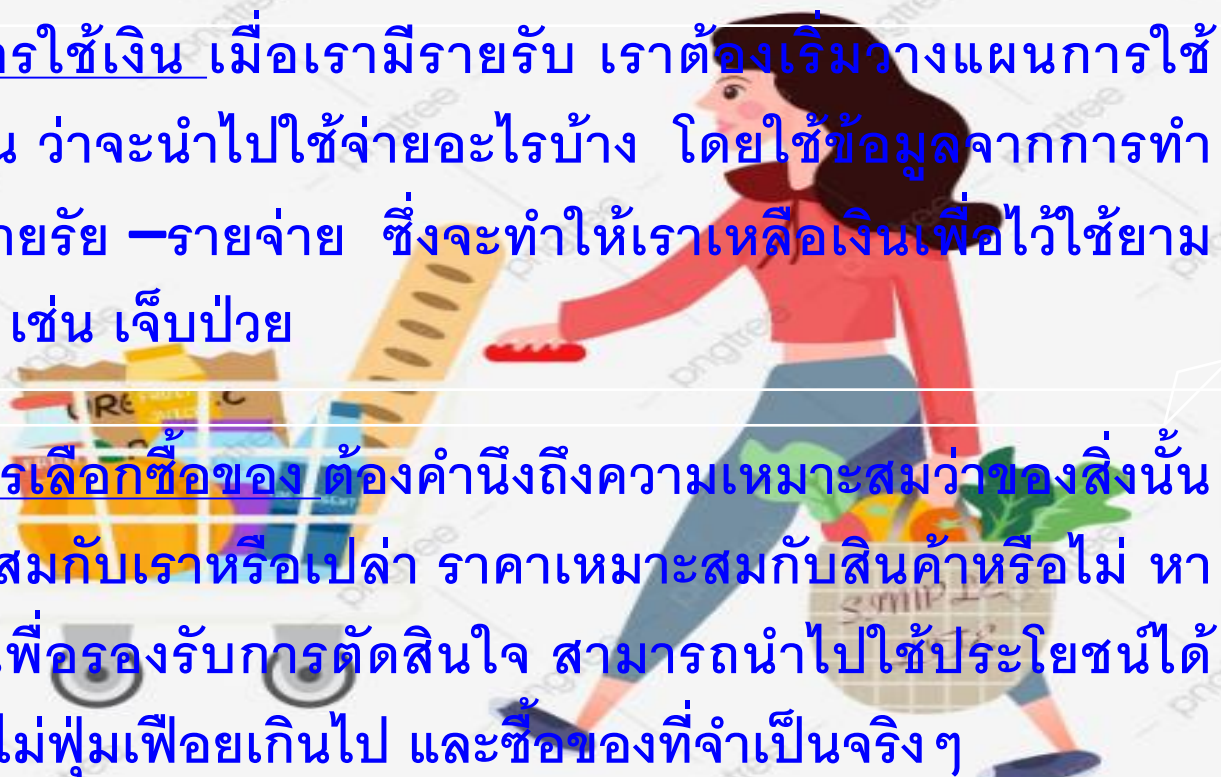 รใช้เงิน เมื่อเรามีรายรับ เราต้องเริ่มวางแผนการใช้
น ว่าจะนำไปใช้จ่ายอะไรบ้าง โดยใช้ข้อมูลจากการทำ
ายรัย –รายจ่าย ซึ่งจะทำให้เราเหลือเงินเพื่อไว้ใช้ยาม
เช่น เจ็บป่วย
รเลือกซื้อของ ต้องคำนึงถึงความเหมาะสมว่าของสิ่งนั้น
สมกับเราหรือเปล่า ราคาเหมาะสมกับสินค้าหรือไม่ หา
พื่อรองรับการตัดสินใจ สามารถนำไปใช้ประโยชน์ได้
ไม่ฟุ่มเฟือยเกินไป และซื้อของที่จำเป็นจริงๆ
pngtree